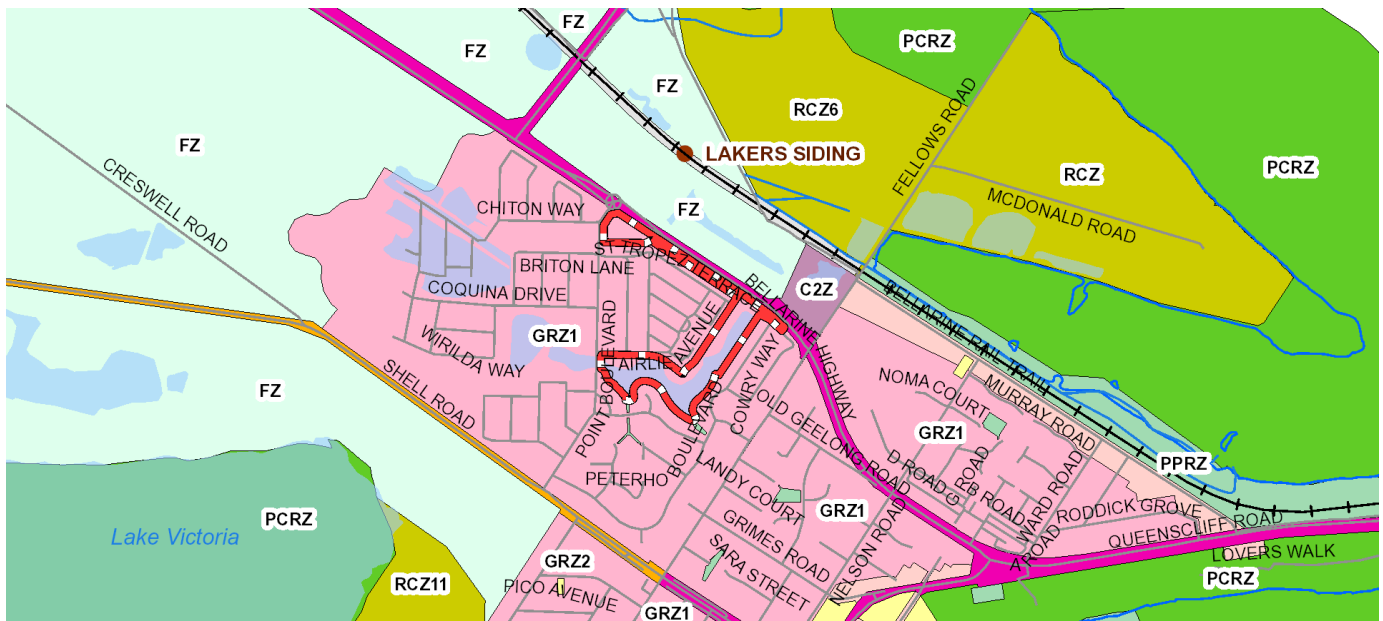 FZ
FZ
PCRZ
FZ
RCZ6
FELLOWS ROAD
LAKERS SIDING
FZ
CRESWELL ROAD
RCZ
PCRZ
MCDONALD ROAD
CHITON WAY
FZ
ST TROPEZ TERRACE
BRITON LANE
COQUINA DRIVE
C2Z
BELLARINE HIGHWAY
BELLARINE RAIL TRAIL
GRZ1
POINT BOULEVARD
AVENUE
WIRILDA WAY
SHELL ROAD
FZ
COWRY WAY
NOMA COURT
MURRAY ROAD
OLD GEELONG ROAD
GRZ1
BOULEVARD
D ROAD
G ROAD
PPRZ
LANDY COURT
PETERHO
RB ROAD
WARD ROAD
RODDICK GROVE
GRZ1
PCRZ
Lake Victoria
GRIMES ROAD
NELSON ROAD
QUEENSCLIFF ROAD
LOVERS WALK
A ROAD
SARA STREET
GRZ2
RCZ11
PICO AVENUE
PCRZ
GRZ1